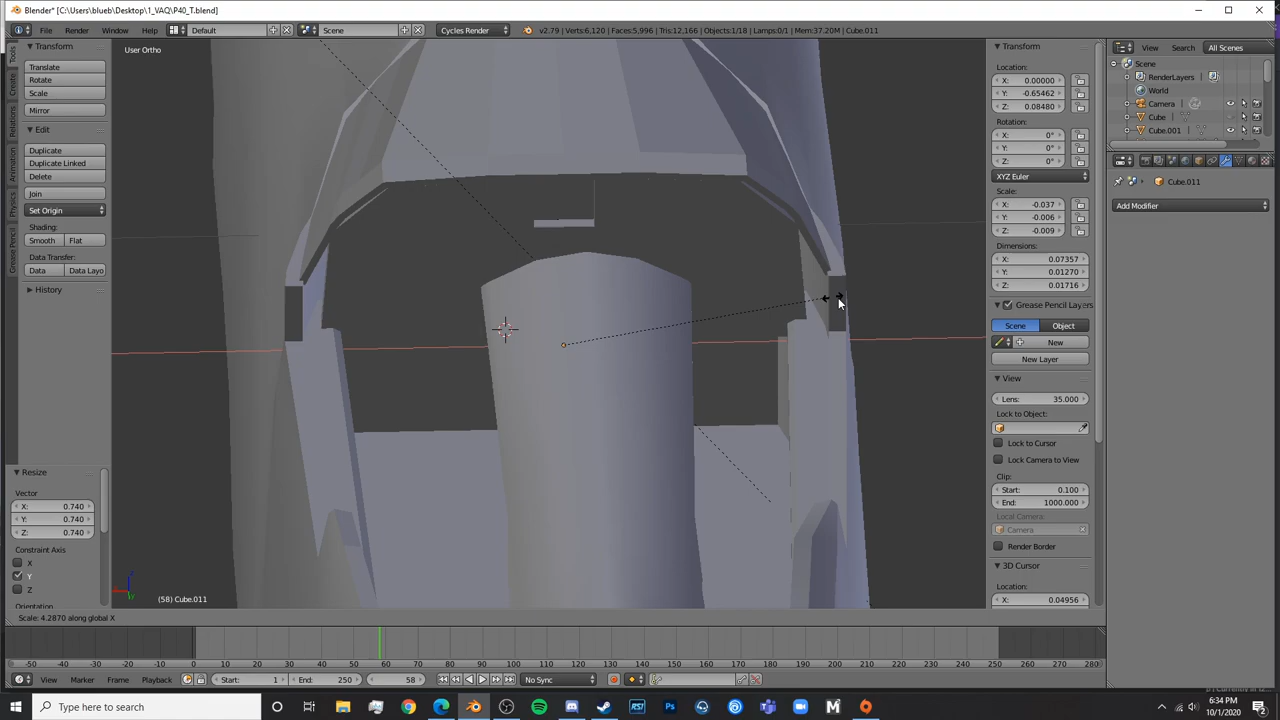 Blender* [C:\Users\blueb\Desktop\1_VAQ\P40_T.blend]
File Render Window Help Default Scene Cycles Render v2.79 | Verts:6,120 | Faces:5,996 | Tris:12,166 | Objects:1/18 | Lamps:0/1 | Mem:37.20M | Cube.011
Tools
Create
Relations
Animation
Physics
Grease Pencil
Transform
Translate
Rotate
Scale
Mirror
Edit
Duplicate
Duplicate Linked
Delete
Join
Set Origin
Shading:
Smooth Flat
Data Transfer:
Data Data Layo
History
Resize
Vector
X: 0.740
Y: 0.740
Z: 0.740
Constraint Axis
X
Y
Z
Orientation
User Ortho
(58) Cube.011
Scale: 4.2870 along global X
Transform
Location:
X: 0.00000
Y: -0.65462
Z: 0.08480
Rotation:
X: 0°
Y: 0°
Z: 0°
XYZ Euler
Scale:
X: -0.037
Y: -0.006
Z: -0.009
Dimensions:
X: 0.07357
Y: 0.01270
Z: 0.01716
Grease Pencil Layers
Scene Object
New
New Layer
View
Lens: 35.000
Lock to Object:
Lock to Cursor
Lock Camera to View
Clip:
Start: 0.100
End: 1000.000
Local Camera:
Camera
Render Border
3D Cursor
Location:
X: 0.04956
View Search All Scenes
Scene
RenderLayers
World
Camera
Cube
Cube.001
Cube.011
Add Modifier
-50 -40 -30 -20 -10 0 10 20 30 40 50 60 70 80 90 100 110 120 130 140 150 160 170 180 190 200 210 220 230 240 250 260 270 280
View Marker Frame Playback Start: 1 End: 250 58 No Sync
Type here to search
6:34 PM
10/1/2020